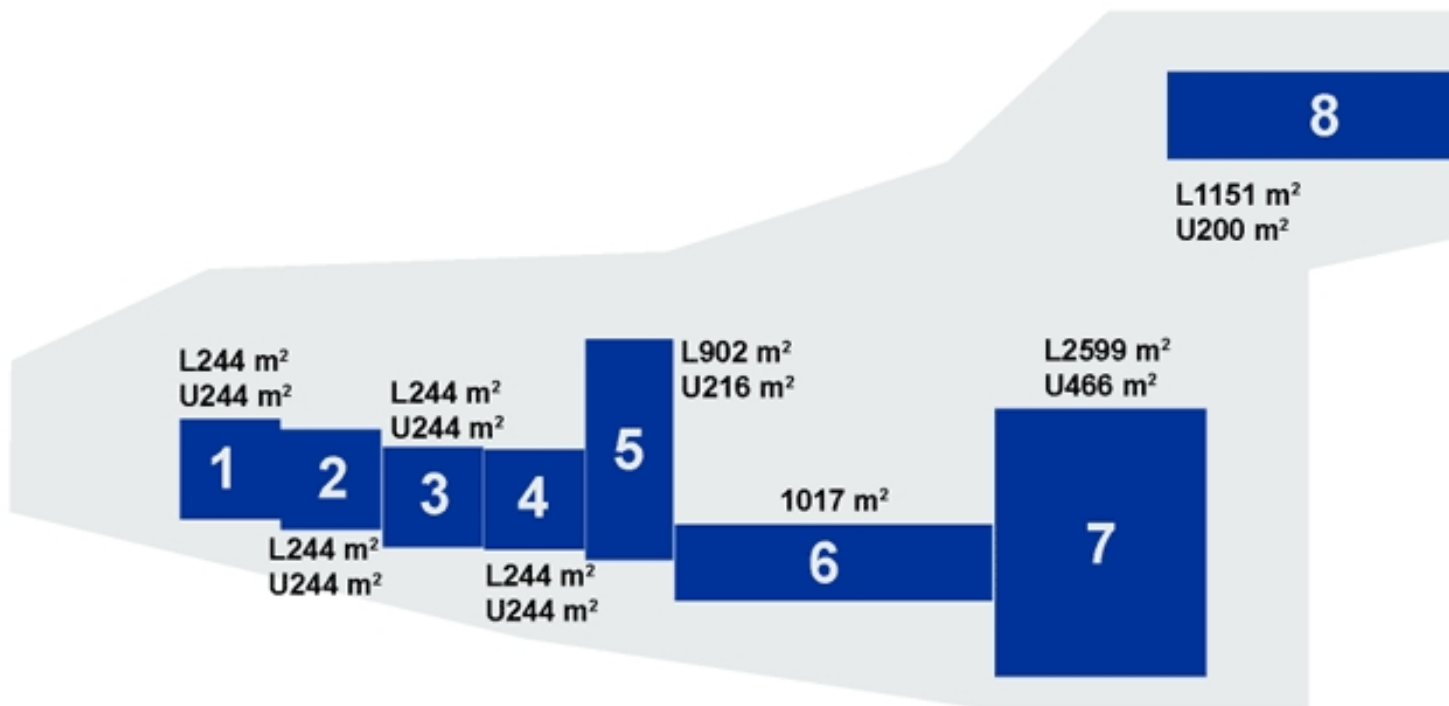 8
L1151 m²
U200 m²
L244 m²
U244 m²
L244 m²
U244 m²
L902 m²
U216 m²
L2599 m²
U466 m²
1
2
3
4
5
1017 m²
6
7
L244 m²
U244 m²
L244 m²
U244 m²